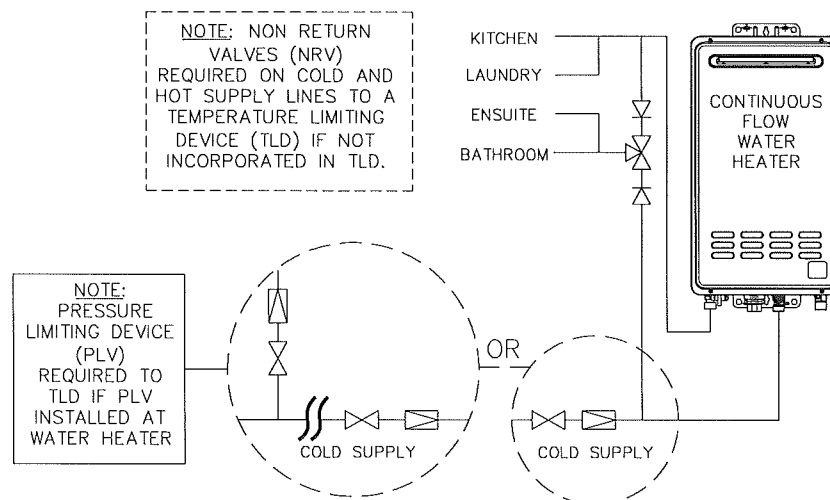 NOTE: NON RETURN
VALVES (NRV)
REQUIRED ON COLD AND
HOT SUPPLY LINES TO A
TEMPERATURE LIMITING
DEVICE (TLD) IF NOT
INCORPORATED IN TLD.
KITCHEN
LAUNDRY
ENSUITE
BATHROOM
CONTINUOUS
FLOW
WATER
HEATER
NOTE:
PRESSURE
LIMITING DEVICE
(PLV)
REQUIRED TO
TLD IF PLV
INSTALLED AT
WATER HEATER
OR
COLD SUPPLY
COLD SUPPLY